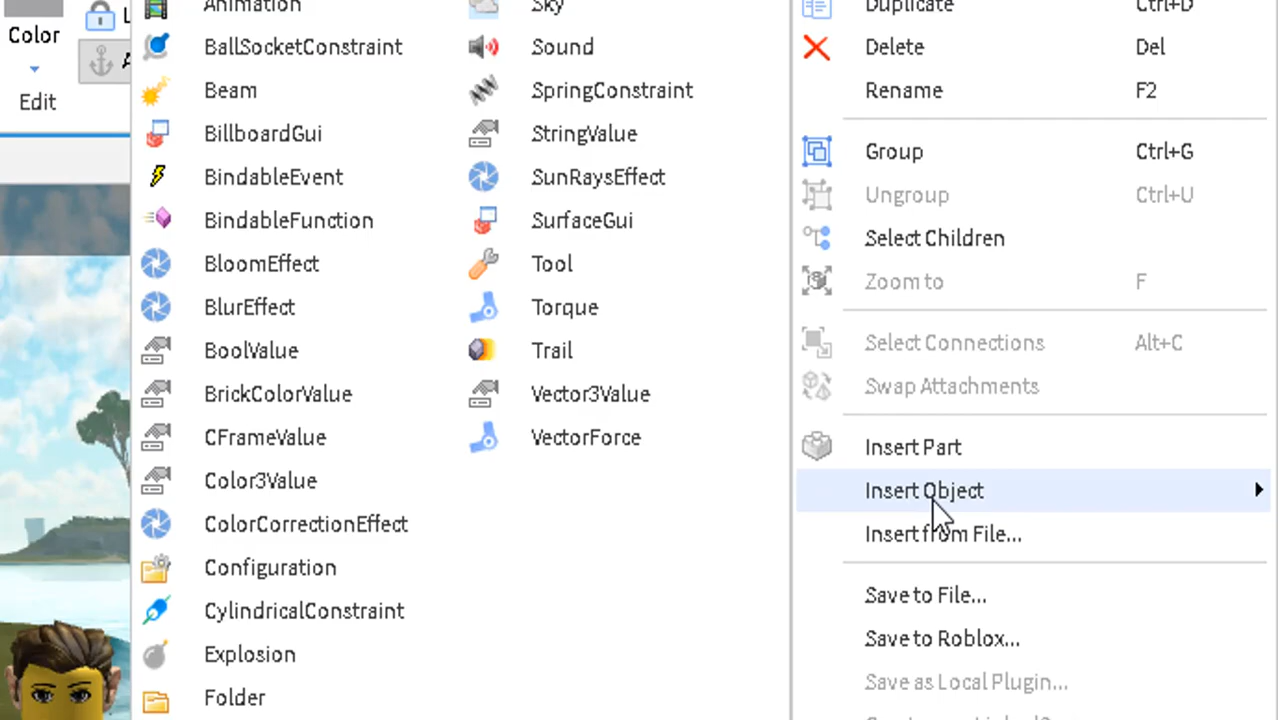 Color
Edit
Animation
BallSocketConstraint
Beam
BillboardGui
BindableEvent
BindableFunction
BloomEffect
BlurEffect
BoolValue
BrickColorValue
CFrameValue
Color3Value
ColorCorrectionEffect
Configuration
CylindricalConstraint
Explosion
Folder
Sky
Sound
SpringConstraint
StringValue
SunRaysEffect
SurfaceGui
Tool
Torque
Trail
Vector3Value
VectorForce
Duplicate Ctrl+D
Delete Del
Rename F2
Group Ctrl+G
Ungroup Ctrl+U
Select Children
Zoom to F
Select Connections Alt+C
Swap Attachments
Insert Part
Insert Object
Insert from File...
Save to File...
Save to Roblox...
Save as Local Plugin...